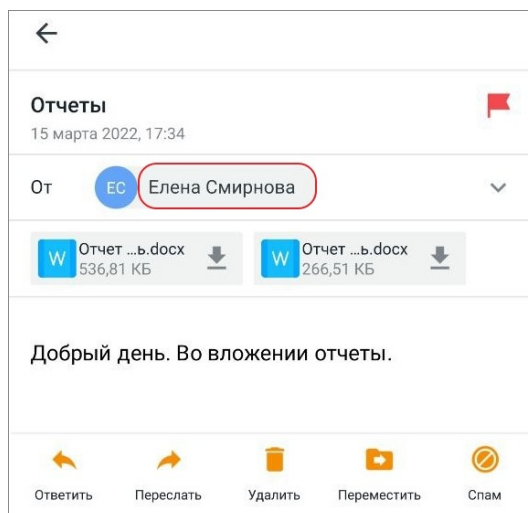 Отчеты
15 марта 2022, 17:34
От ЕС Елена Смирнова
W Отчет ...ь.docx W Отчет ...ь.docx
536,81 КБ 266,51 КБ
Добрый день. Во вложении отчеты.
Ответить Переслать Удалить Переместить Спам